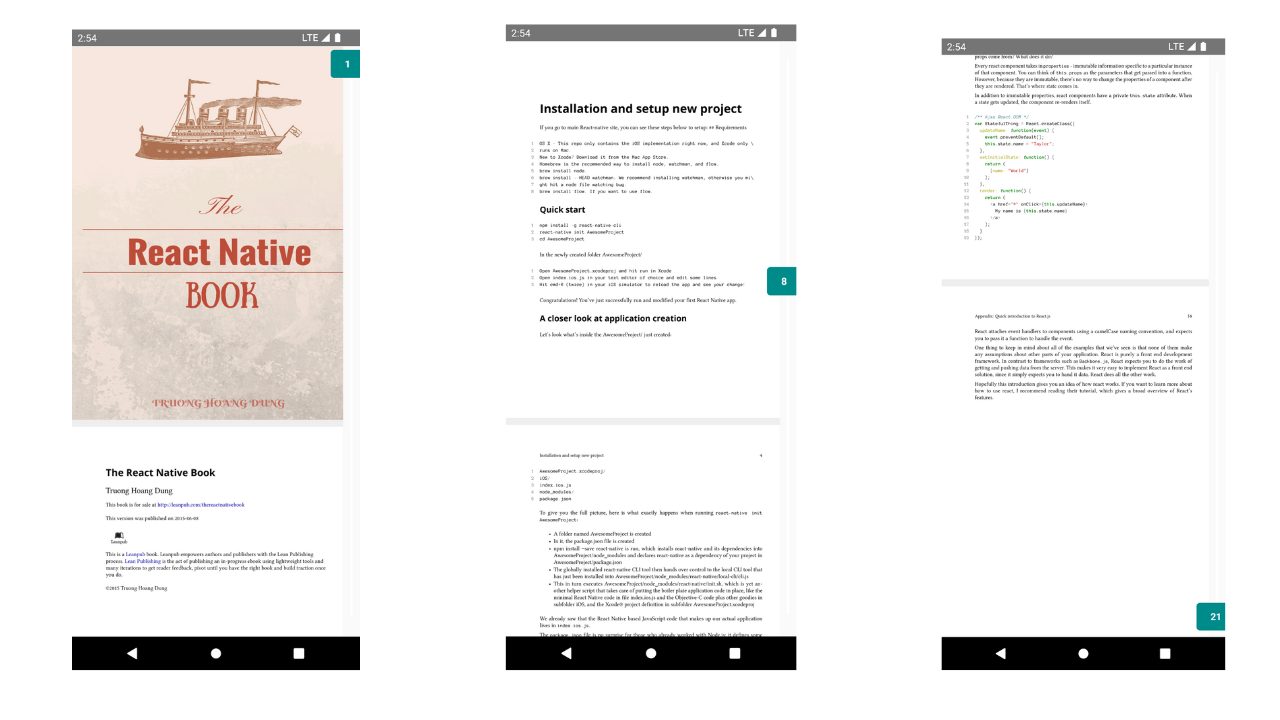 2:54
LTE
1
The
React Native
BOOK
TRUONG HOANG DUNG
The React Native Book
Truong Hoang Dung
This book is for sale at http://leanpub.com/thereactnativebook
This version was published on 2015-06-03
Leanpub
This is a Leanpub book. Leanpub empowers authors and publishers with the Lean Publishing
process. Lean Publishing is the act of publishing an in-progress ebook using lightweight tools and
many iterations to get reader feedback, pivot until you have the right book and build traction once
you do.
©2015 Truong Hoang Dung
2:54
LTE
Installation and setup new project
If you go to main React-native site, you can see these steps below to setup: ## Requirements
1 OS X - This repo only contains the iOS implementation right now, and Xcode only \
2 runs on Mac.
3 New to Xcode? Download it from the Mac App Store.
4 Homebrew is the recommended way to install node, watchman, and flow.
5 brew install node.
6 brew install --HEAD watchman. We recommend installing watchman, otherwise you mi\
7 ght hit a node file watching bug.
8 brew install flow. If you want to use flow.
Quick start
1 npm install -g react-native-cli
2 react-native init AwesomeProject
3 cd AwesomeProject
In the newly created folder AwesomeProject/
1 Open AwesomeProject.xcodeproj and hit run in Xcode
2 Open index.ios.js in your text editor of choice and edit some lines
3 Hit cmd+R (twice) in your iOS simulator to reload the app and see your change!
8
Congratulations! You've just successfully run and modified your first React Native app.
A closer look at application creation
Let's look what's inside the AwesomeProject/ just created:
Installation and setup new project 4
1 AwesomeProject.xcodeproj/
2 iOS/
3 index.ios.js
4 node_modules/
5 package.json
To give you the full picture, here is what exactly happens when running react-native init
AwesomeProject:
• A folder named AwesomeProject is created
• In it, the package.json file is created
• npm install --save react-native is run, which installs react-native and its dependencies into
AwesomeProject/node_modules and declares react-native as a dependency of your project in
AwesomeProject/package.json
• The globally installed react-native CLI tool then hands over control to the local CLI tool that
has just been installed into AwesomeProject/node_modules/react-native/local-cli/cli.js
• This in turn executes AwesomeProject/node_modules/react-native/init.sh, which is yet an-
other helper script that takes care of putting the boiler plate application code in place, like the
minimal React Native code in file index.ios.js and the Objective-C code plus other goodies in
subfolder iOS, and the Xcode® project definition in subfolder AwesomeProject.xcodeproj
We already saw that the React Native based JavaScript code that makes up our actual application
lives in index.ios.js.
The package.json file is no surprise for those who already worked with Node.js; it defines some
2:54
LTE
props come from? What does it do?
Every react component takes in properties - immutable information specific to a particular instance
of that component. You can think of this.props as the parameters that get passed into a function.
However, because they are immutable, there's no way to change the properties of a component after
they are rendered. That's where state comes in.
In addition to immutable properties, react components have a private this.state attribute. When
a state gets updated, the component re-renders itself.
1 /** @jsx React.DOM */
2 var StatefulThing = React.createClass({
3 updateName: function(event) {
4 event.preventDefault();
5 this.state.name = "Taylor";
6 },
7 getInitialState: function() {
8 return (
9 {name: "World"}
10 );
11 },
12 render: function() {
13 return (
14 <a href="#" onClick={this.updateName}>
15 My name is {this.state.name}
16 </a>
17 );
18 }
19 });
Appendix: Quick introduction to React.js 16
React attaches event handlers to components using a camelCase naming convention, and expects
you to pass it a function to handle the event.
One thing to keep in mind about all of the examples that we've seen is that none of them make
any assumptions about other parts of your application. React is purely a front end development
framework. In contrast to frameworks such as Backbone.js, React expects you to do the work of
getting and pushing data from the server. This makes it very easy to implement React as a front end
solution, since it simply expects you to hand it data. React does all the other work.
Hopefully this introduction gives you an idea of how react works. If you want to learn more about
how to use react, I recommend reading their tutorial, which gives a broad overview of React's
features.
21